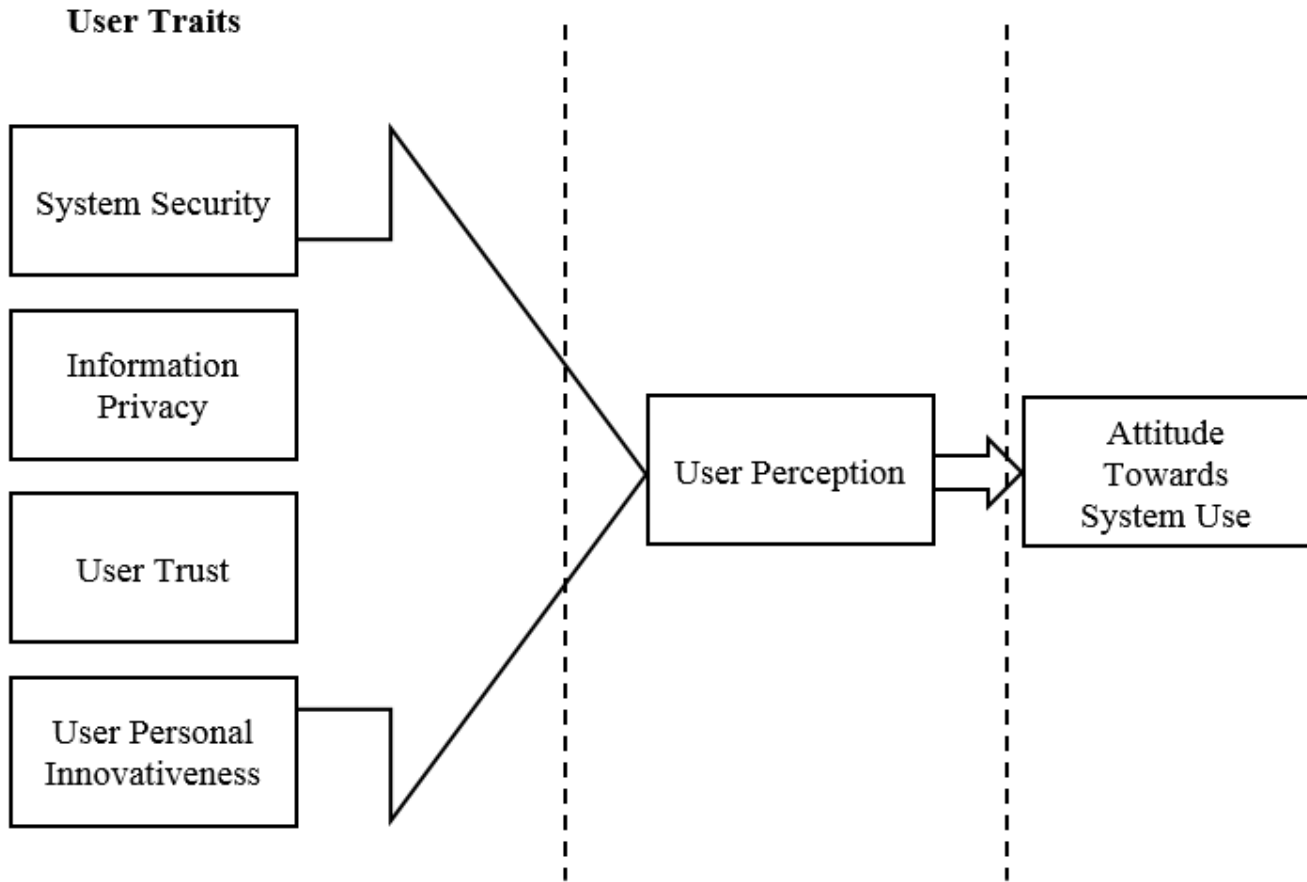 User Traits
System Security
Information
Privacy
User Trust
User Personal
Innovativeness
User Perception
Attitude
Towards
System Use